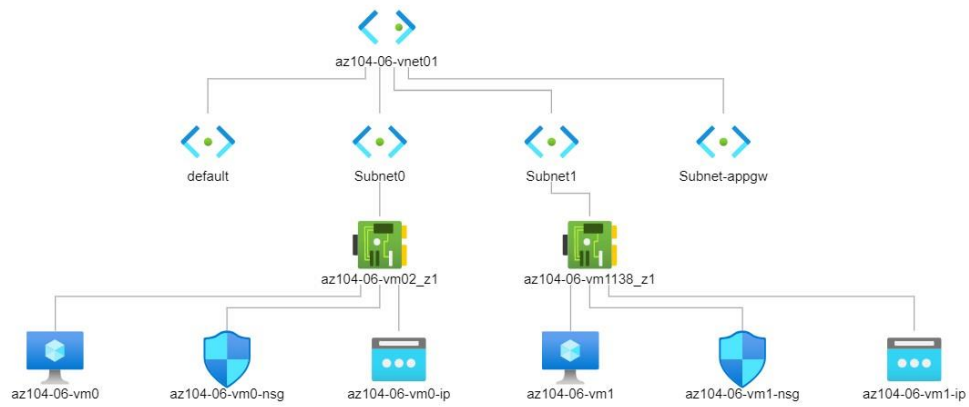 az104-06-vnet01
default
Subnet0
Subnet1
Subnet-appgw
az104-06-vm02_z1
az104-06-vm1138_z1
az104-06-vm0
az104-06-vm0-nsg
az104-06-vm0-ip
az104-06-vm1
az104-06-vm1-nsg
az104-06-vm1-ip